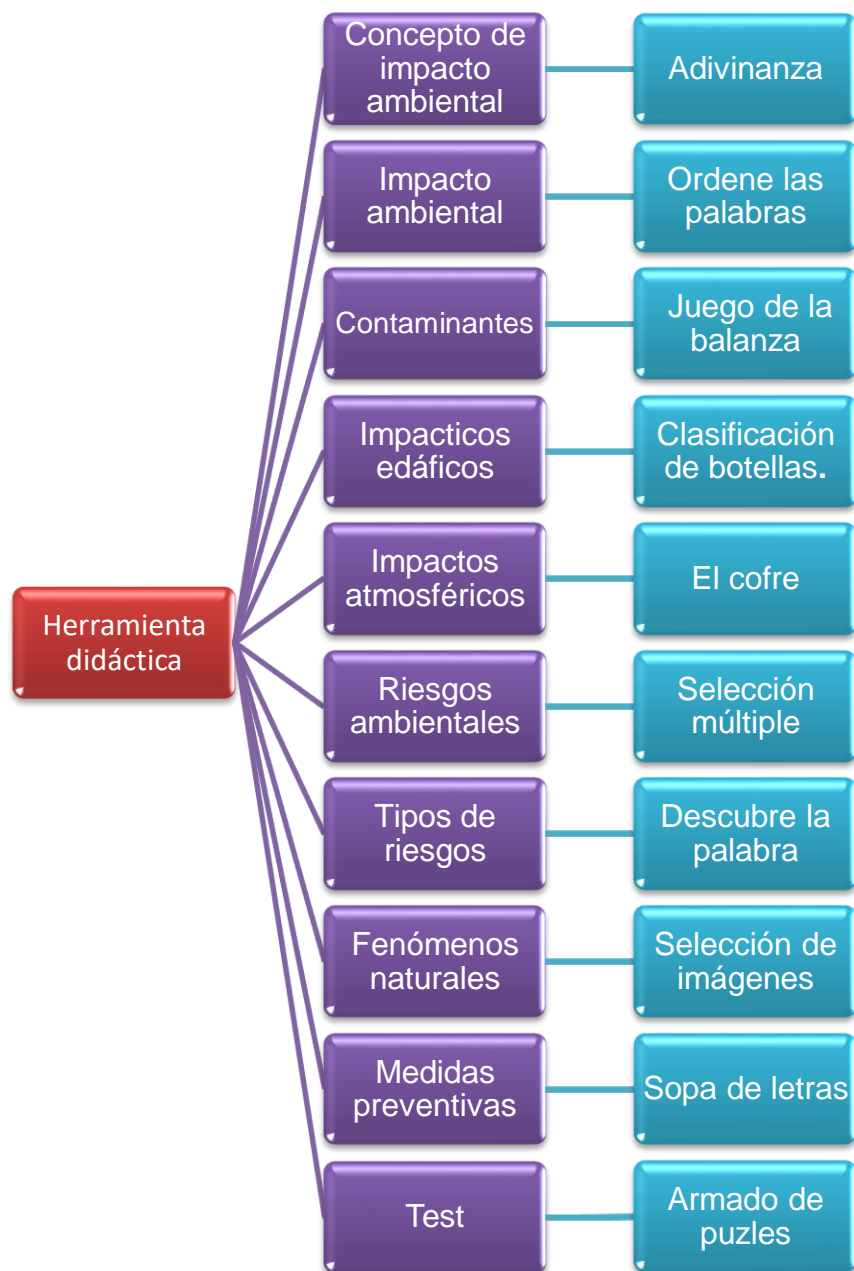 Herramienta
didáctica
Concepto de
impacto
ambiental
Adivinanza
Impacto
ambiental
Ordene las
palabras
Contaminantes
Juego de la
balanza
Impacticos
edáficos
Clasificación
de botellas.
Impactos
atmosféricos
El cofre
Riesgos
ambientales
Selección
múltiple
Tipos de
riesgos
Descubre la
palabra
Fenómenos
naturales
Selección de
imágenes
Medidas
preventivas
Sopa de letras
Test
Armado de
puzles